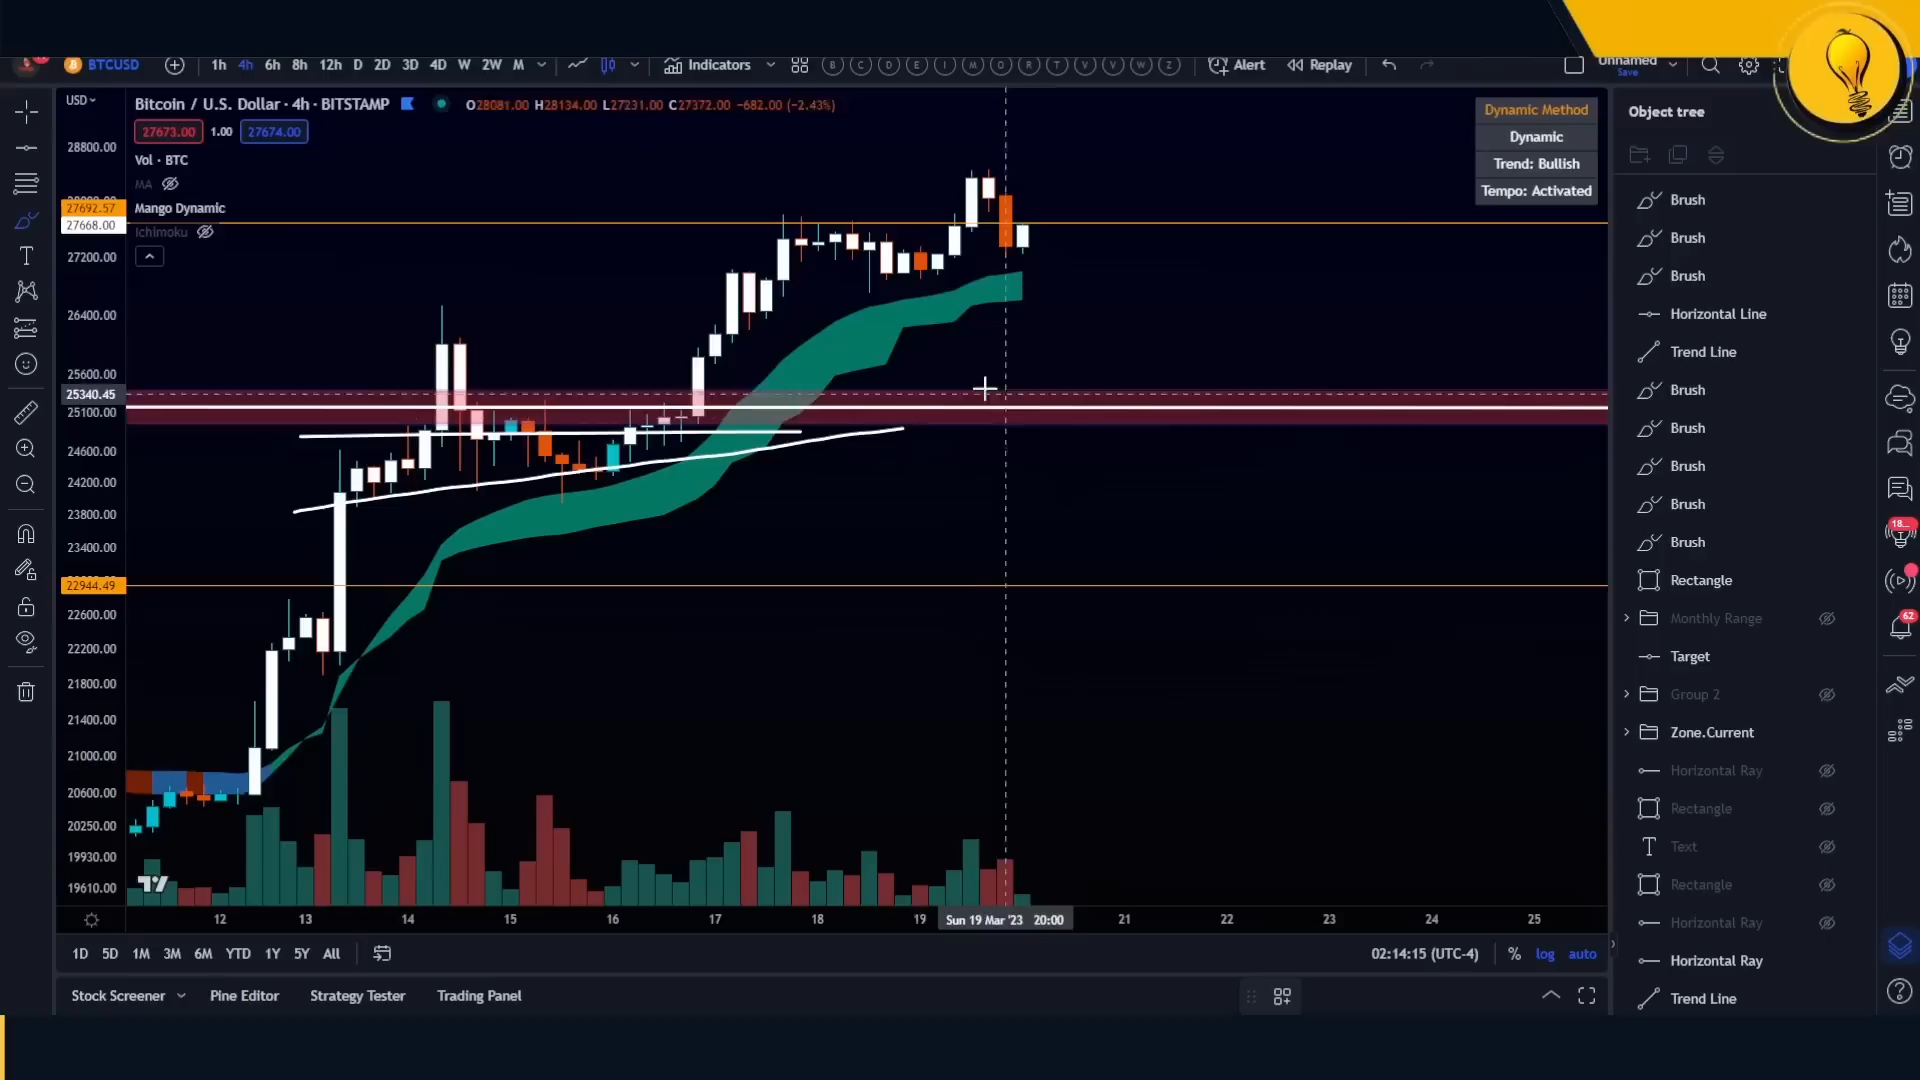 BTCUSD 1h 4h 6h 8h 12h D 2D 3D 4D W 2W M Indicators B C D E I M O R T V V W Z Alert Replay Unnamed
Save
USD
Bitcoin / U.S. Dollar · 4h · BITSTAMP O28081.00 H28134.00 L27231.00 C27372.00 −682.00 (−2.43%)
27673.00 1.00 27674.00
Vol · BTC
MA
Mango Dynamic
Ichimoku
Dynamic Method
Dynamic
Trend: Bullish
Tempo: Activated
28800.00
27692.57
27668.00
27200.00
26400.00
25600.00
25340.45
25100.00
24600.00
24200.00
23800.00
23400.00
22944.49
22600.00
22200.00
21800.00
21400.00
21000.00
20600.00
20250.00
19930.00
19610.00
12 13 14 15 16 17 18 19 Sun 19 Mar '23 20:00 21 22 23 24 25
1D 5D 1M 3M 6M YTD 1Y 5Y All 02:14:15 (UTC-4) % log auto
Stock Screener Pine Editor Strategy Tester Trading Panel
Object tree
Brush
Brush
Brush
Horizontal Line
Trend Line
Brush
Brush
Brush
Brush
Brush
Rectangle
Monthly Range
Target
Group 2
Zone.Current
Horizontal Ray
Rectangle
Text
Rectangle
Horizontal Ray
Horizontal Ray
Trend Line
18...
62